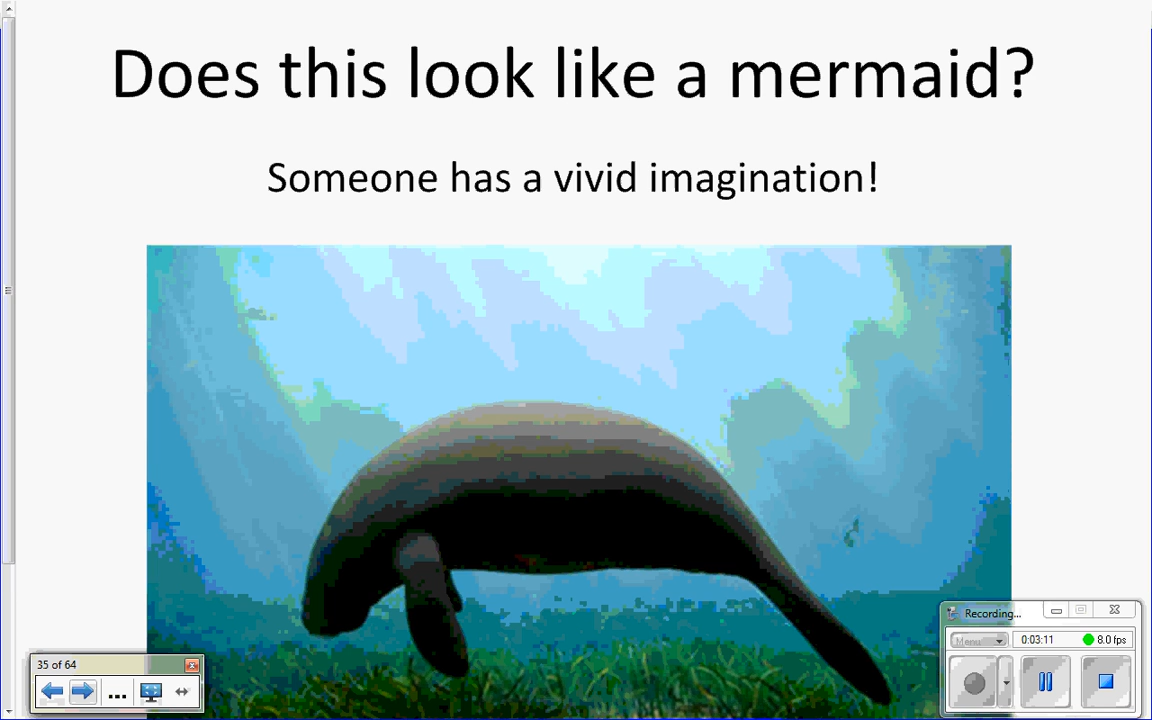 Does this look like a mermaid?
Someone has a vivid imagination!
35 of 64
...
Recording...
Menu
0:03:11
8.0 fps